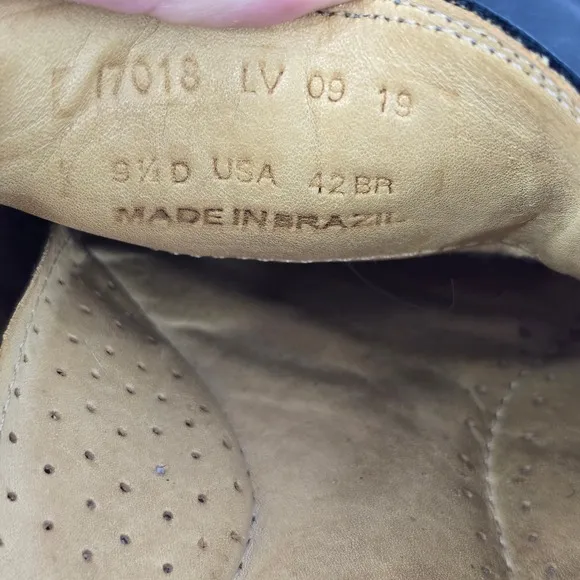 17018 LV 09 19
9½ D USA 42 BR
MADE IN BRAZIL